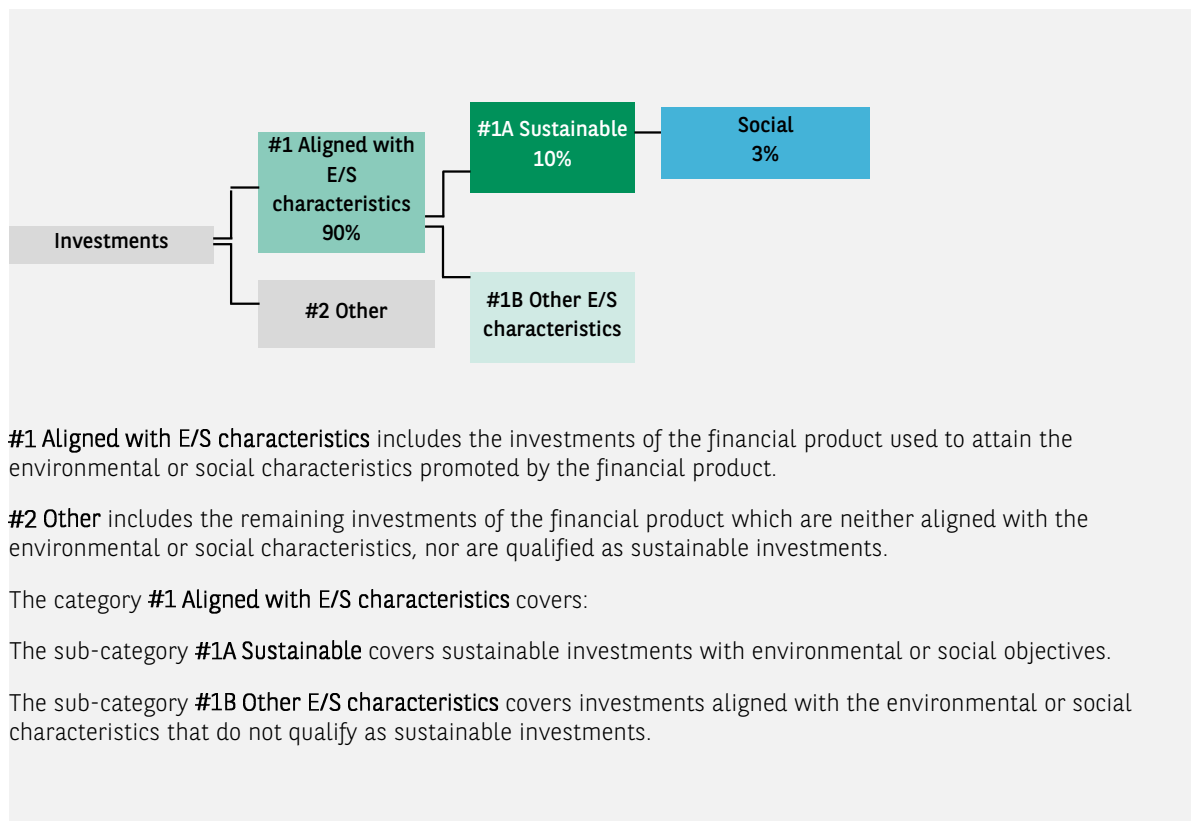 #1A Sustainable
10%
Social
3%
#1 Aligned with
E/S
characteristics
90%
Investments
#2 Other
#1B Other E/S
characteristics
#1 Aligned with E/S characteristics includes the investments of the financial product used to attain the
environmental or social characteristics promoted by the financial product.
#2 Other includes the remaining investments of the financial product which are neither aligned with the
environmental or social characteristics, nor are qualified as sustainable investments.
The category #1 Aligned with E/S characteristics covers:
The sub-category #1A Sustainable covers sustainable investments with environmental or social objectives.
The sub-category #1B Other E/S characteristics covers investments aligned with the environmental or social
characteristics that do not qualify as sustainable investments.